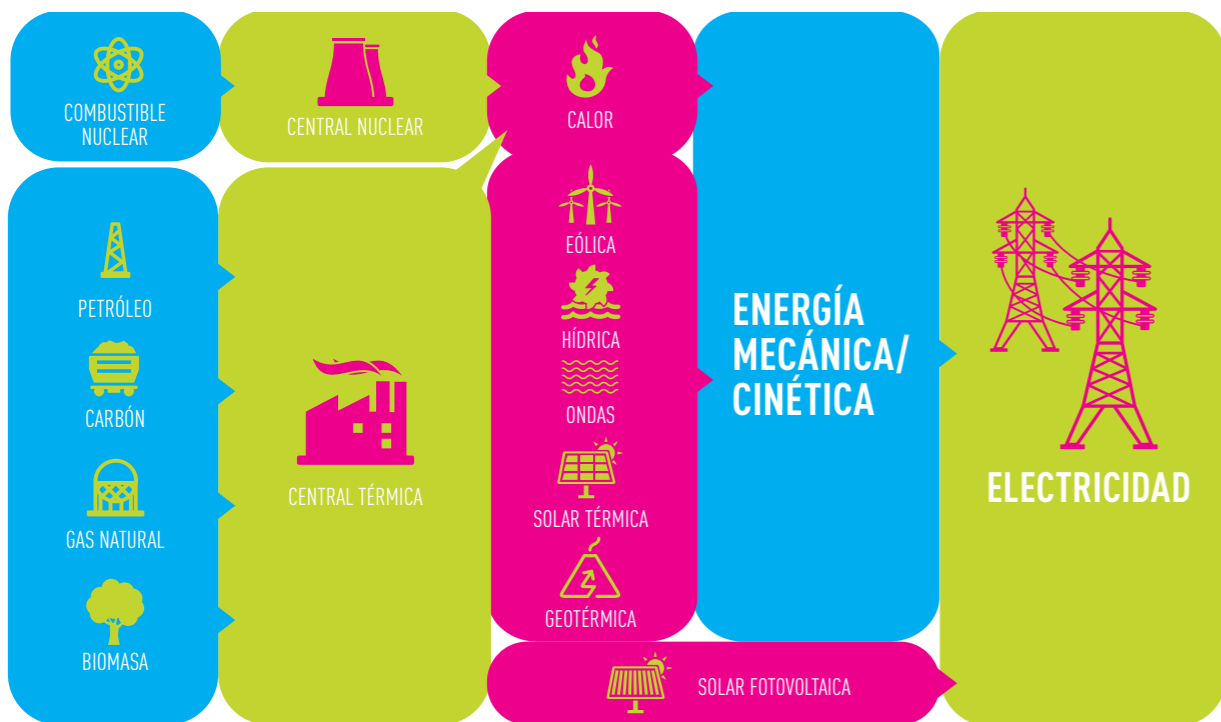 COMBUSTIBLE
NUCLEAR
CENTRAL NUCLEAR
CALOR
PETRÓLEO
CARBÓN
GAS NATURAL
BIOMASA
CENTRAL TÉRMICA
EÓLICA
HÍDRICA
ONDAS
SOLAR TÉRMICA
GEOTÉRMICA
ENERGÍA
MECÁNICA/
CINÉTICA
ELECTRICIDAD
SOLAR FOTOVOLTAICA